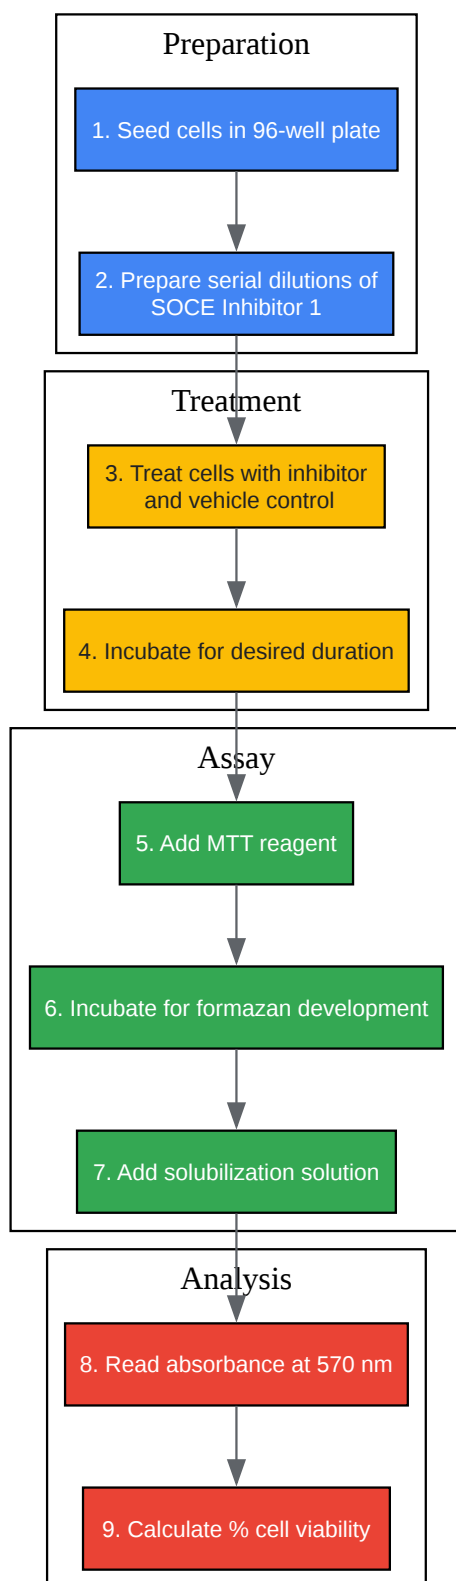 Preparation
1. Seed cells in 96-well plate
2. Prepare serial dilutions of
SOCE Inhibitor 1
Treatment
3. Treat cells with inhibitor
and vehicle control
4. Incubate for desired duration
Assay
5. Add MTT reagent
6. Incubate for formazan development
7. Add solubilization solution
Analysis
8. Read absorbance at 570 nm
9. Calculate % cell viability